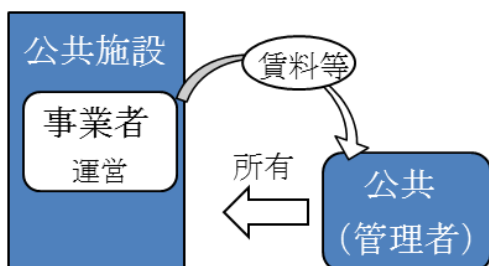 公共施設
事業者
運営
賃料等
所有
公共
（管理者）